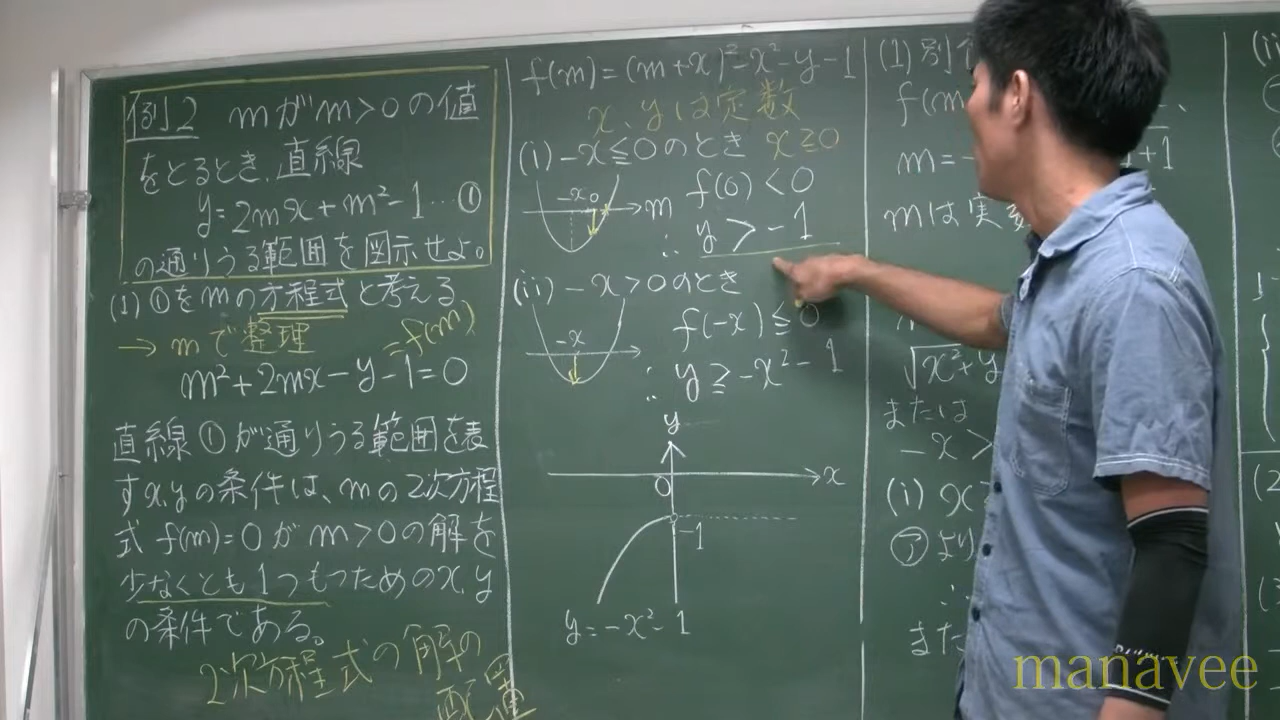 例2 mがm>0の値
をとるとき、直線
y=2mx+m²-1…①
の通りうる範囲を図示せよ。
(1) ①をmの方程式と考える
→ mで整理 =f(m)
m²+2mx-y-1=0
直線①が通りうる範囲を表
すx,yの条件は、mの2次方程
式 f(m)=0が m>0の解を
少なくとも1つもつためのx,y
の条件である。
2次方程式の解の
配置
f(m)=(m+x)²-x²-y-1
x、yは定数
(i) -x≦0のとき x≧0
-x 0 m
f(0)<0
∴ y>-1
(ii) -x>0のとき
-x
f(-x)≦0
∴ y≧-x²-1
y
x
0
-1
y=-x²-1
(1)別
f(m
m=-
+1
mは実
√x²+y
または
-x>
(i) x
㋐より
∴
また
manavee